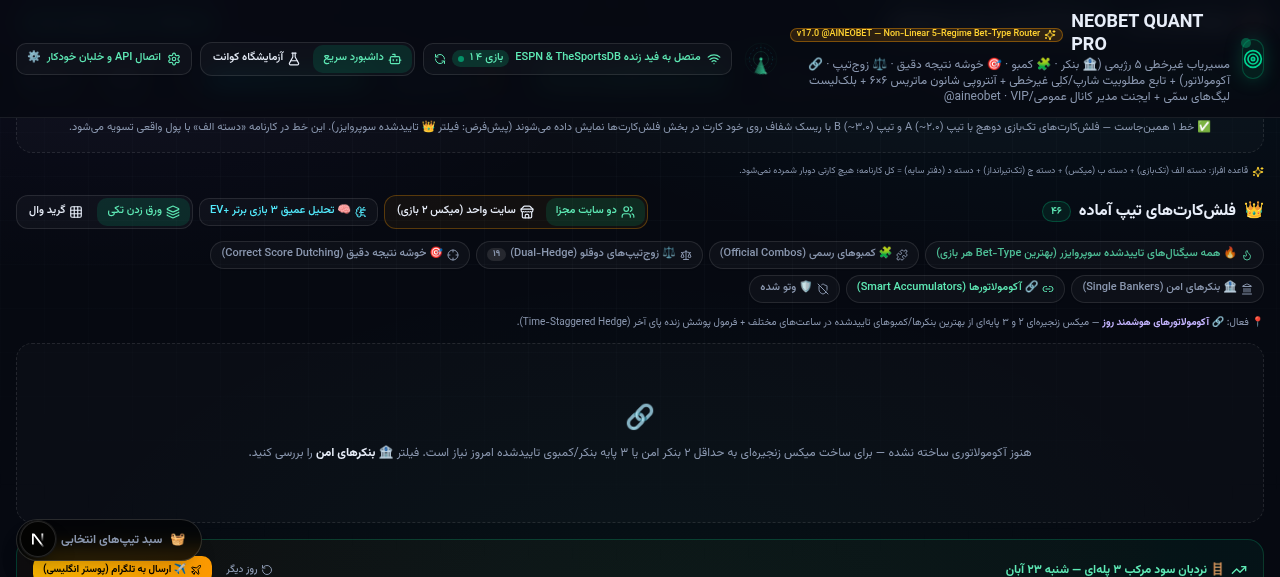 NEOBET QUANT PRO
v17.0 @AINEOBET — Non-Linear 5-Regime Bet-Type Router
مسیریاب غیرخطی ۵ رژیمی (🏦 بنکر · 🧩 کمبو · 🎯 خوشه نتیجه دقیق · ⚖️ زوج‌تیپ · 🔗
آکومولاتور) + تابع مطلوبیت شارپ/کلِی غیرخطی + آنتروپی شانون ماتریس ۶×۶ + بلک‌لیست
لیگ‌های سمّی + ایجنت مدیر کانال عمومی/VIP · @aineobet
متصل به فید زنده ESPN & TheSportsDB
۱۴ بازی
داشبورد سریع
آزمایشگاه کوانت
اتصال API و خلبان خودکار ⚙️
✅ خط ۱ همین‌جاست — فلش‌کارت‌های تک‌بازی دوهج با تیپ A (~۲.۰) و تیپ B (~۳.۰) با ریسک شفاف روی خود کارت در بخش فلش‌کارت‌ها نمایش داده می‌شوند (پیش‌فرض: فیلتر 👑 تاییدشده سوپروایزر). این خط در کارنامه «دسته الف» با پول واقعی تسویه می‌شود.
قاعده افراز: دسته الف (تک‌بازی) + دسته ب (میکس) + دسته ج (تک‌تیرانداز) + دسته د (دفتر سایه) = کل کارنامه؛ هیچ کارتی دوبار شمرده نمی‌شود.
👑 فلش‌کارت‌های تیپ آماده
۴۶
دو سایت مجزا
سایت واحد (میکس ۲ بازی)
🧠 تحلیل عمیق ۳ بازی برتر +EV
ورق زدن تکی
گرید وال
🔥 همه سیگنال‌های تاییدشده سوپروایزر (بهترین Bet-Type هر بازی)
🧩 کمبوهای رسمی (Official Combos)
⚖️ زوج‌تیپ‌های دوقلو (Dual-Hedge)
۱۹
🎯 خوشه نتیجه دقیق (Correct Score Dutching)
🏦 بنکرهای امن (Single Bankers)
🔗 آکومولاتورها (Smart Accumulators)
🛡️ وتو شده
📍 فعال: 🔗 آکومولاتورهای هوشمند روز — میکس زنجیره‌ای ۲ و ۳ پایه‌ای از بهترین بنکرها/کمبوهای تاییدشده در ساعت‌های مختلف + فرمول پوشش زنده پای آخر (Time-Staggered Hedge).
🔗
هنوز آکومولاتوری ساخته نشده — برای ساخت میکس زنجیره‌ای به حداقل ۲ بنکر امن یا ۳ پایه بنکر/کمبوی تاییدشده امروز نیاز است. فیلتر 🏦 بنکرهای امن را بررسی کنید.
🧺 سبد تیپ‌های انتخابی
N
🪜 نردبان سود مرکب ۳ پله‌ای — شنبه ۲۳ آبان
روز دیگر
✈️ ارسال به تلگرام (پوستر انگلیسی)